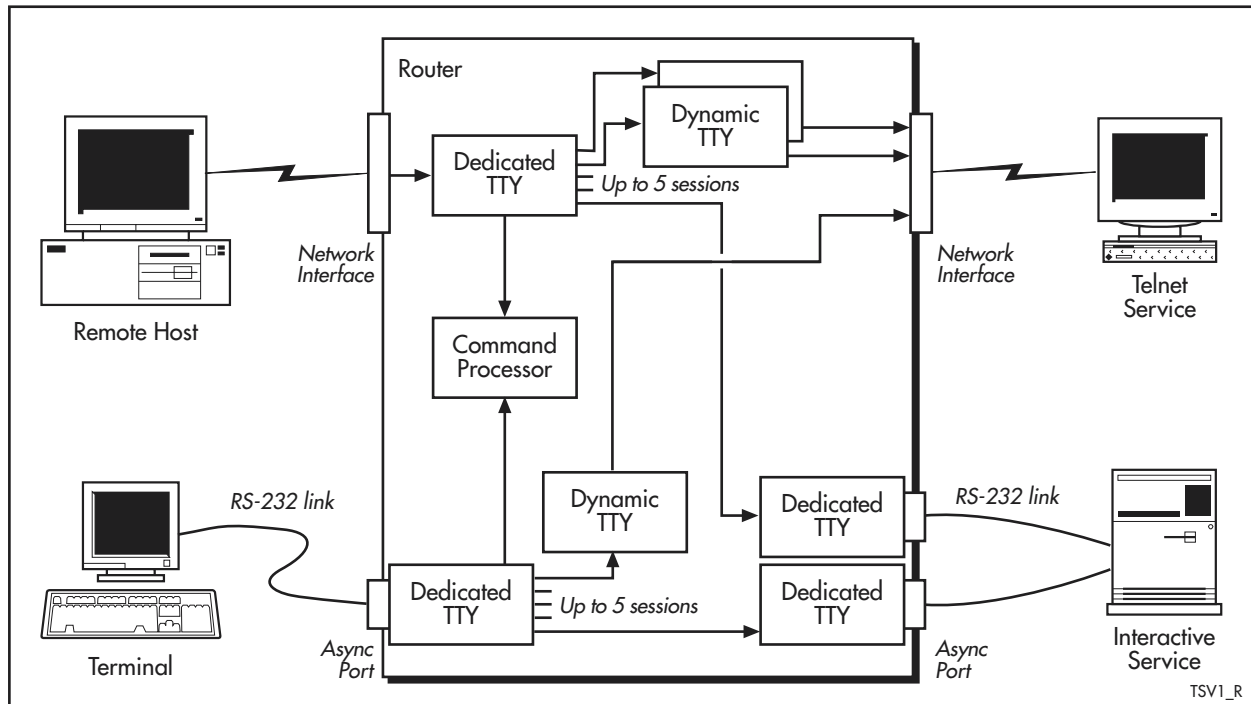 Router
Dynamic
TTY
Dedicated
TTY
Up to 5 sessions
Network
Interface
Network
Interface
Remote Host
Telnet
Service
Command
Processor
RS-232 link
Dynamic
TTY
Dedicated
TTY
RS-232 link
Dedicated
TTY
Up to 5 sessions
Dedicated
TTY
Terminal
Async
Port
Async
Port
Interactive
Service
TSV1_R